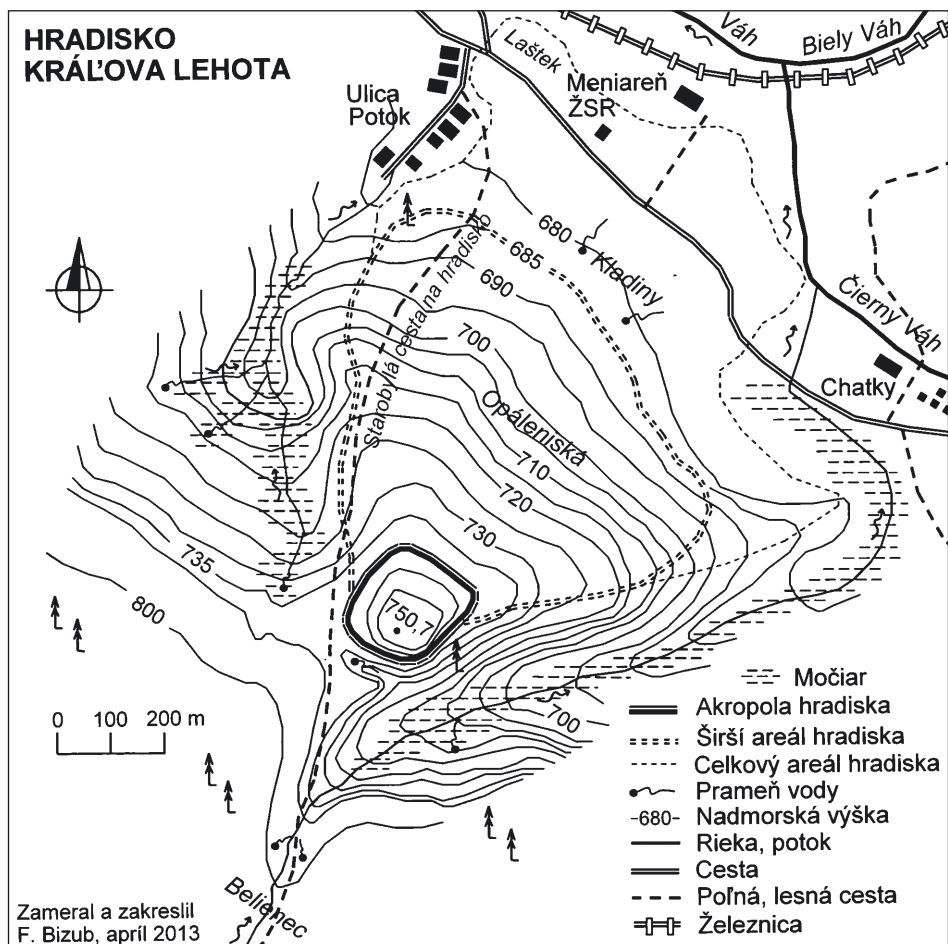 HRADISKO
KRÁĽOVA LEHOTA
Váh
Biely Váh
Laštek
Meniareň
ŽSR
Ulica
Potok
680
685
Kladiny
690
Starobylá cesta na hradisko
700
Čierny Váh
Chatky
Opáleniská
710
720
730
735
750,7
800
0 100 200 m
700
Močiar
Akropola hradiska
Širší areál hradiska
Celkový areál hradiska
Prameň vody
-680- Nadmorská výška
Rieka, potok
Cesta
Poľná, lesná cesta
Železnica
Belienec
Zameral a zakreslil
F. Bizub, apríl 2013